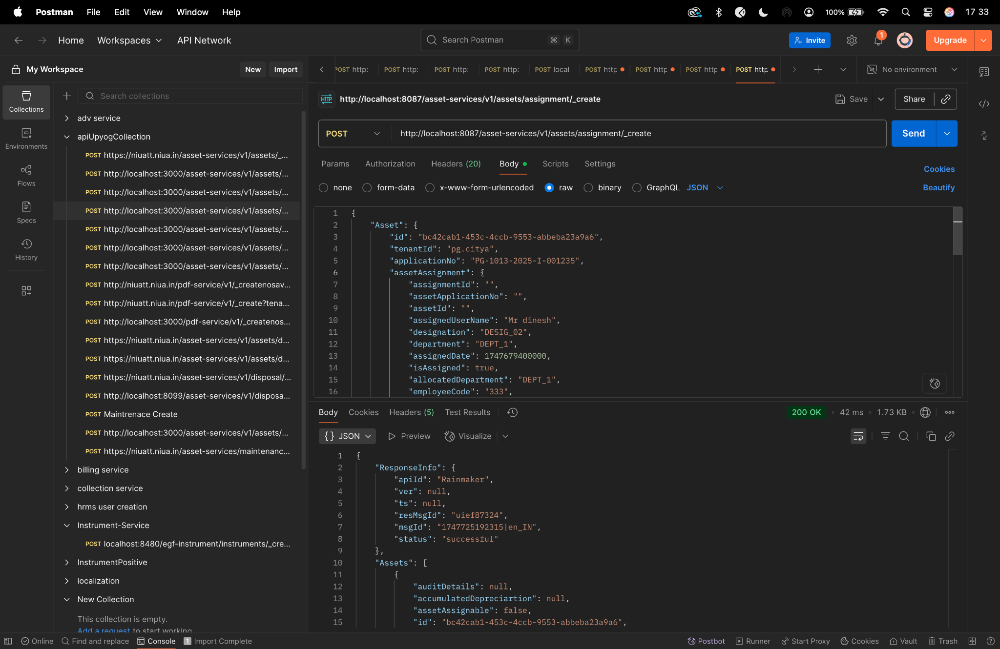 Postman File Edit View Window Help 100% 17 33
Home Workspaces API Network Search Postman ⌘ K Invite 1 Upgrade
My Workspace New Import
POST http: POST http: POST http: POST http: POST local POST http POST http POST http POST http No environment
Collections
Environments
Flows
Specs
History
Search collections
adv service
apiUpyogCollection
POST https://niuatt.niua.in/asset-services/v1/assets/_...
POST http://localhost:3000/asset-services/v1/assets/...
POST http://localhost:3000/asset-services/v1/assets/...
POST http://localhost:3000/asset-services/v1/assets/...
POST http://localhost:3000/asset-services/v1/assets/...
POST http://localhost:3000/asset-services/v1/assets/...
POST http://localhost:3000/asset-services/v1/assets/...
POST http://niuatt.niua.in/pdf-service/v1/_createnosav...
POST http://niuatt.niua.in/pdf-service/v1/_create?tena...
POST http://localhost:3000/pdf-service/v1/_createnos...
POST https://niuatt.niua.in/asset-services/v1/assets/d...
POST https://niuatt.niua.in/asset-services/v1/assets/d...
POST https://niuatt.niua.in/asset-services/v1/disposal/...
POST http://localhost:8099/asset-services/v1/disposa...
POST Maintrenace Create
POST http://localhost:3000/asset-services/v1/assets/...
POST https://niuatt.niua.in/asset-services/maintenanc...
billing service
collection service
hrms user creation
Instrument-Service
POST localhost:8480/egf-instrument/instruments/_cre...
InstrumentPositive
localization
New Collection
This collection is empty.
Add a request to start working.
HTTP http://localhost:8087/asset-services/v1/assets/assignment/_create Save Share
POST http://localhost:8087/asset-services/v1/assets/assignment/_create Send
Params Authorization Headers (20) Body Scripts Settings Cookies
none form-data x-www-form-urlencoded raw binary GraphQL JSON Beautify
1 {
2 "Asset": {
3 "id": "bc42cab1-453c-4ccb-9553-abbeba23a9a6",
4 "tenantId": "pg.citya",
5 "applicationNo": "PG-1013-2025-I-001235",
6 "assetAssignment": {
7 "assignmentId": "",
8 "assetApplicationNo": "",
9 "assetId": "",
10 "assignedUserName": "Mr dinesh",
11 "designation": "DESIG_02",
12 "department": "DEPT_1",
13 "assignedDate": 1747679400000,
14 "isAssigned": true,
15 "allocatedDepartment": "DEPT_1",
16 "employeeCode": "333",
Body Cookies Headers (5) Test Results 200 OK 42 ms 1.73 KB
{} JSON Preview Visualize
1 {
2 "ResponseInfo": {
3 "apiId": "Rainmaker",
4 "ver": null,
5 "ts": null,
6 "resMsgId": "uief87324",
7 "msgId": "1747725192315|en_IN",
8 "status": "successful"
9 },
10 "Assets": [
11 {
12 "auditDetails": null,
13 "accumulatedDepreciartion": null,
14 "assetAssignable": false,
15 "id": "bc42cab1-453c-4ccb-9553-abbeba23a9a6",
Online Find and replace Console 1 Import Complete Postbot Runner Start Proxy Cookies Vault Trash